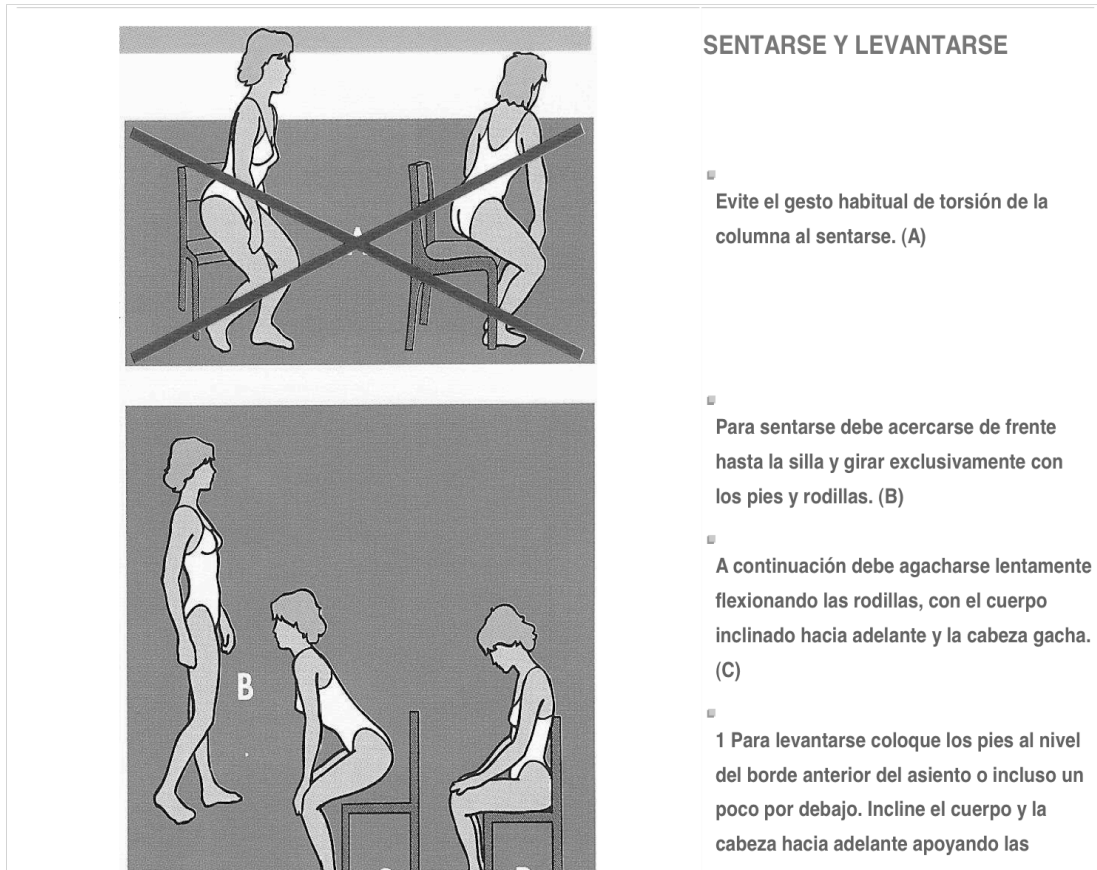 SENTARSE Y LEVANTARSE
A
Evite el gesto habitual de torsión de la
columna al sentarse. (A)
Para sentarse debe acercarse de frente
hasta la silla y girar exclusivamente con
los pies y rodillas. (B)
A continuación debe agacharse lentamente
flexionando las rodillas, con el cuerpo
inclinado hacia adelante y la cabeza gacha.
(C)
B
1 Para levantarse coloque los pies al nivel
del borde anterior del asiento o incluso un
poco por debajo. Incline el cuerpo y la
cabeza hacia adelante apoyando las